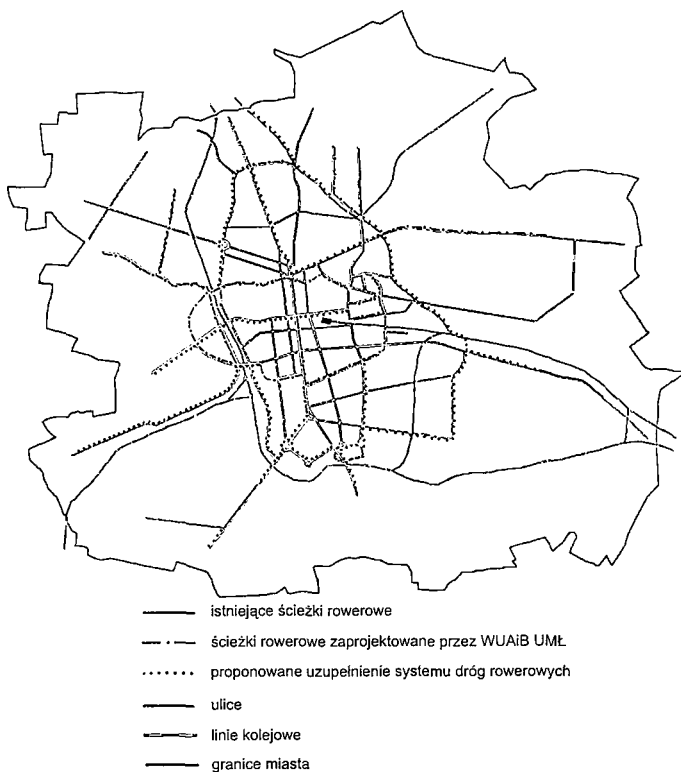 istniejące ścieżki rowerowe
ścieżki rowerowe zaprojektowane przez WUAiB UMŁ
proponowane uzupełnienie systemu dróg rowerowych
ulice
linie kolejowe
granice miasta